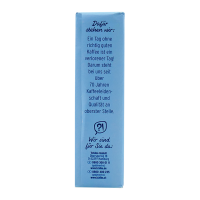 Dafür
stehen wir:
Ein Tag ohne
richtig guten
Kaffee ist ein
verlorener Tag!
Darum steht
bei uns seit
über
70 Jahren
Kaffeeleiden-
schaft und
Qualität an
oberster Stelle.
Wir sind
für Sie da: